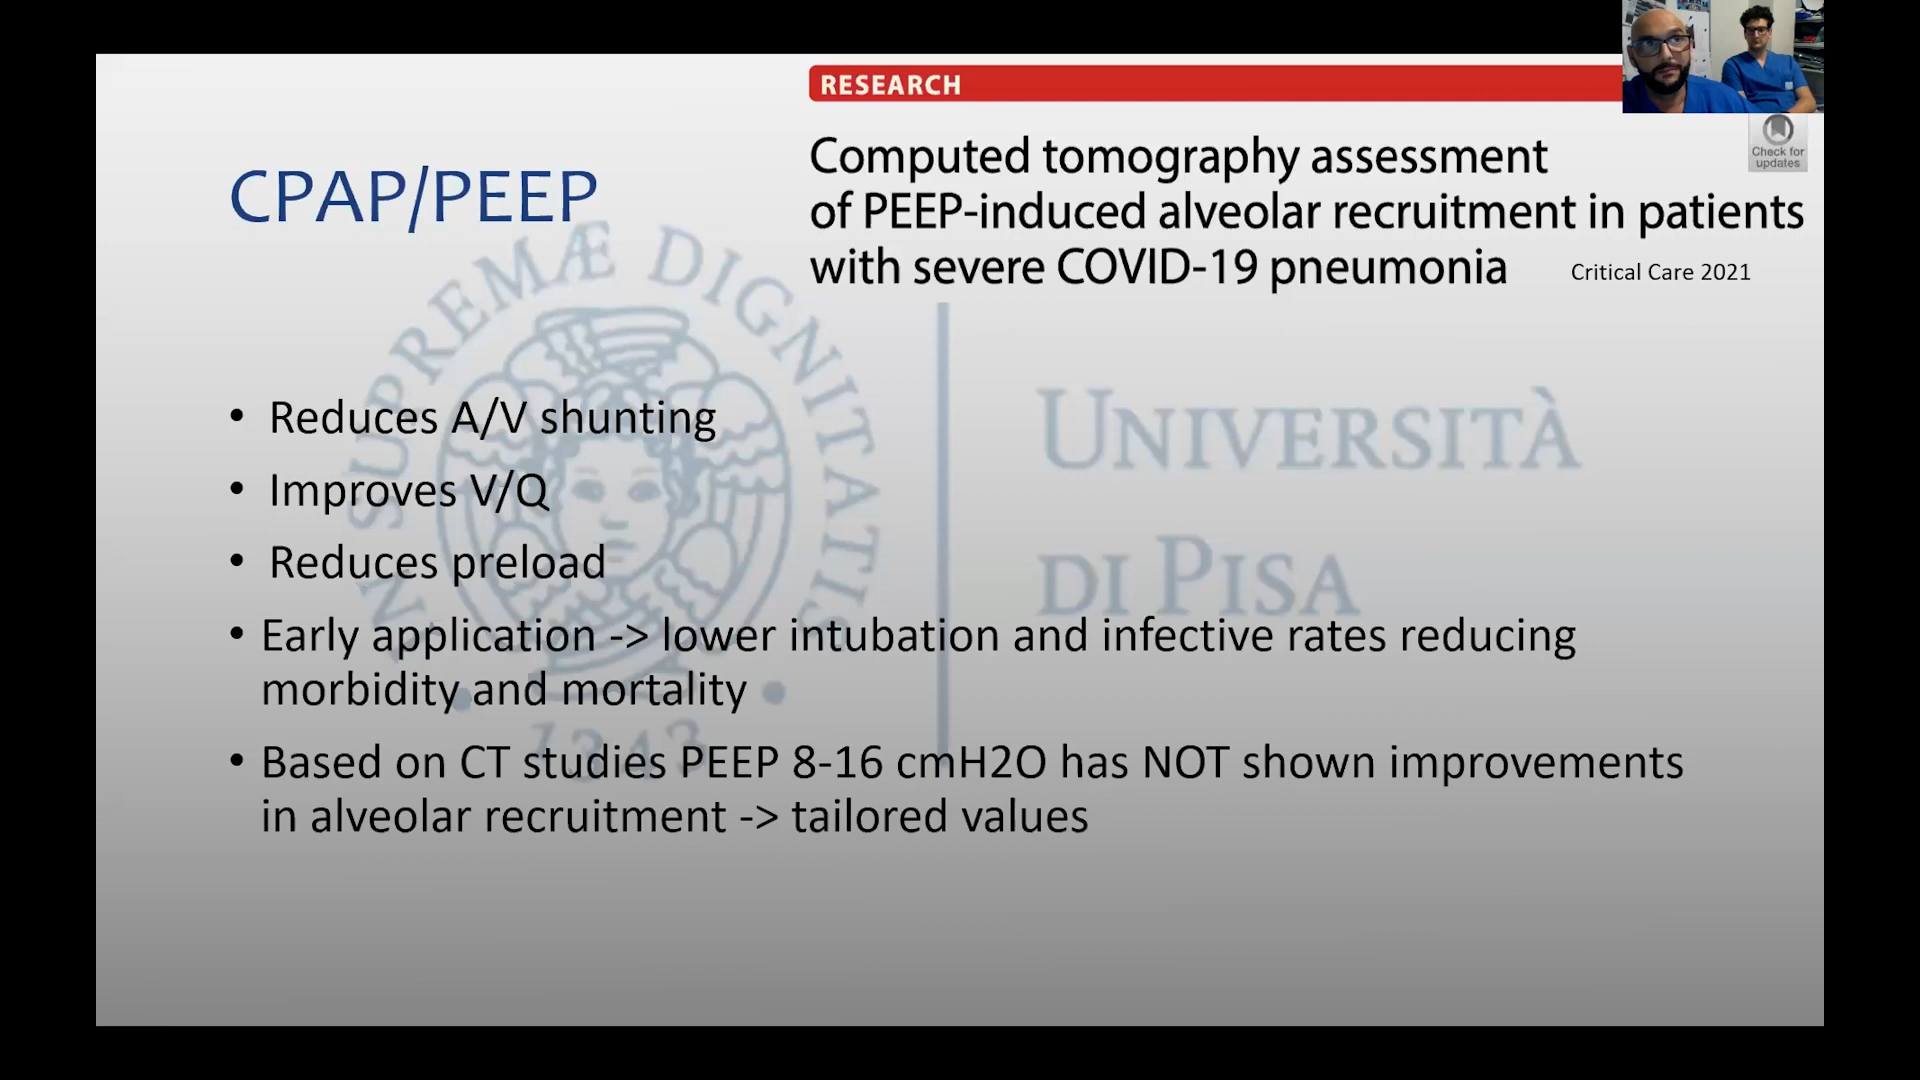 RESEARCH
Check for
updates
Computed tomography assessment
of PEEP-induced alveolar recruitment in patients
with severe COVID-19 pneumonia
Critical Care 2021
CPAP/PEEP
IN SUPREMÆ DIGNITATIS
1343
UNIVERSITÀ
DI PISA
• Reduces A/V shunting
• Improves V/Q
• Reduces preload
• Early application -> lower intubation and infective rates reducing
morbidity and mortality
• Based on CT studies PEEP 8-16 cmH2O has NOT shown improvements
in alveolar recruitment -> tailored values